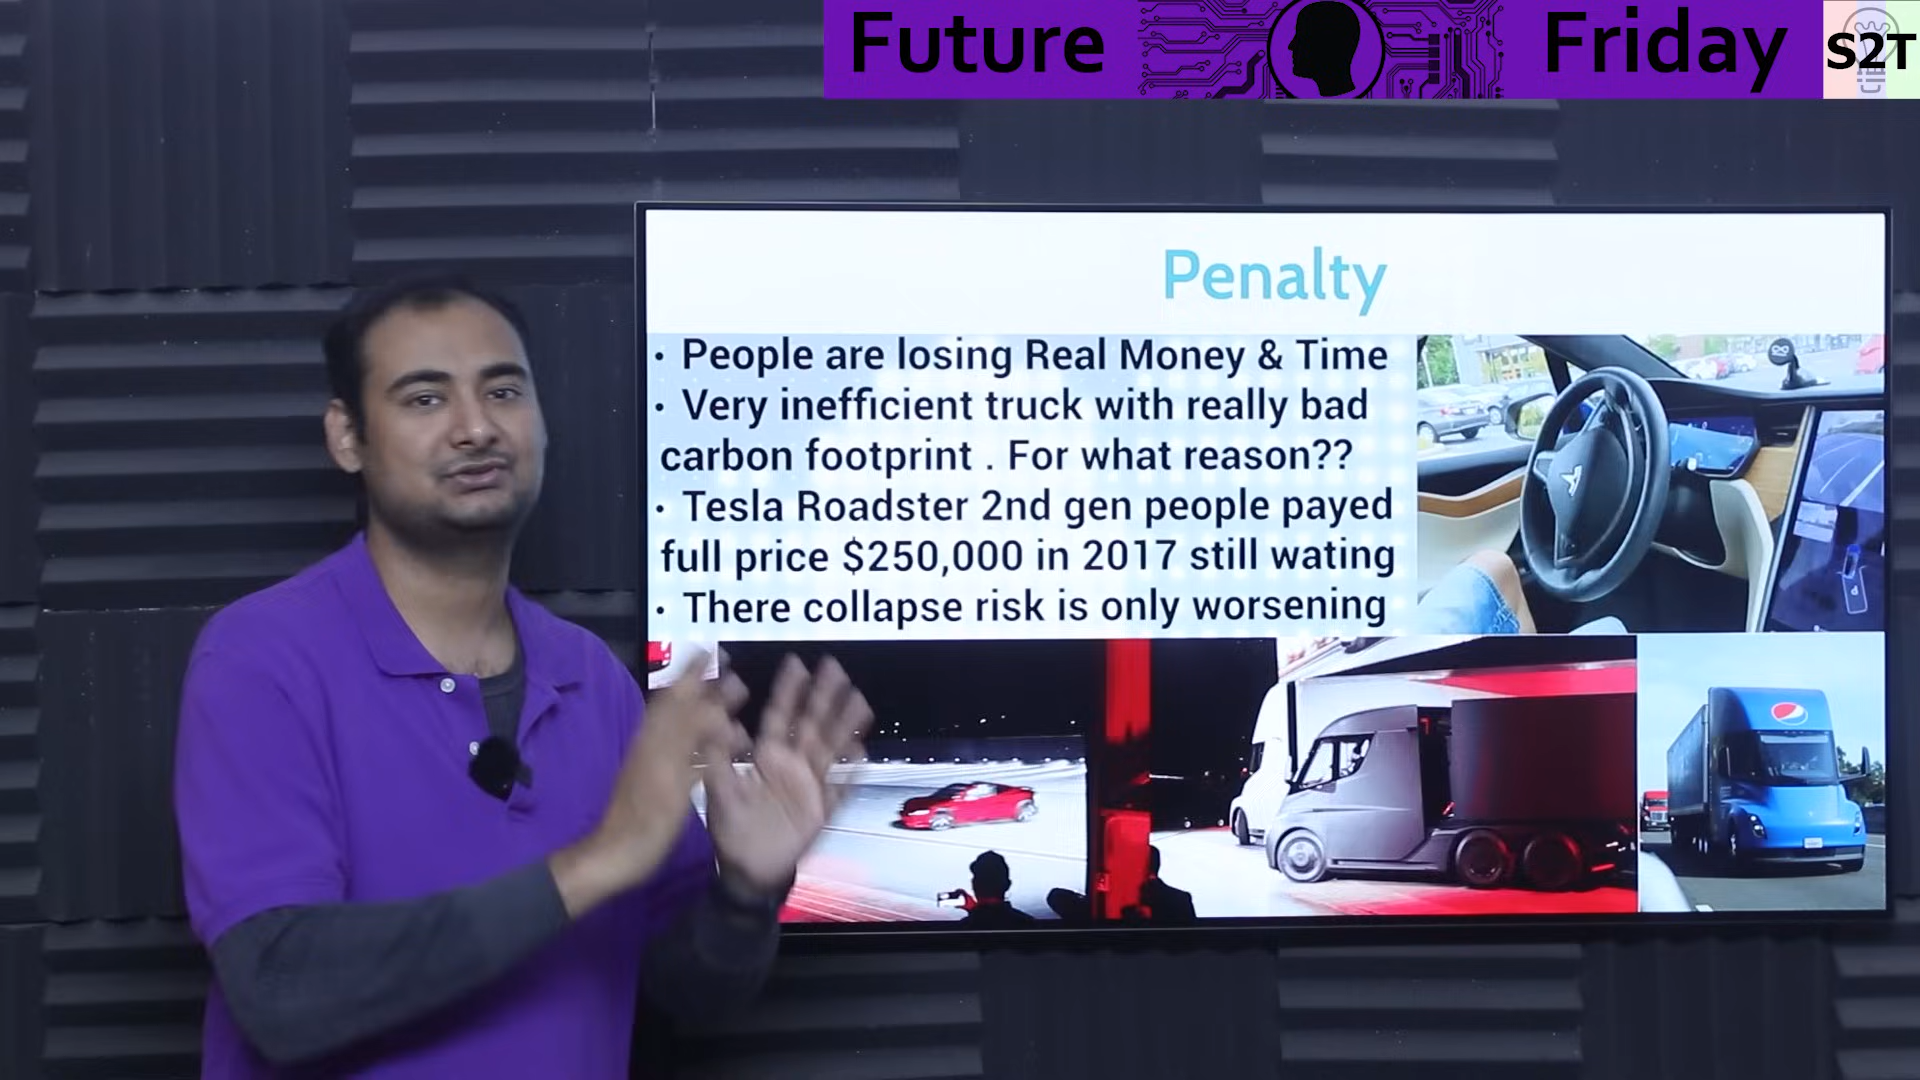 Future Friday S2T
Penalty
• People are losing Real Money & Time
• Very inefficient truck with really bad
carbon footprint . For what reason??
• Tesla Roadster 2nd gen people payed
full price $250,000 in 2017 still wating
• There collapse risk is only worsening